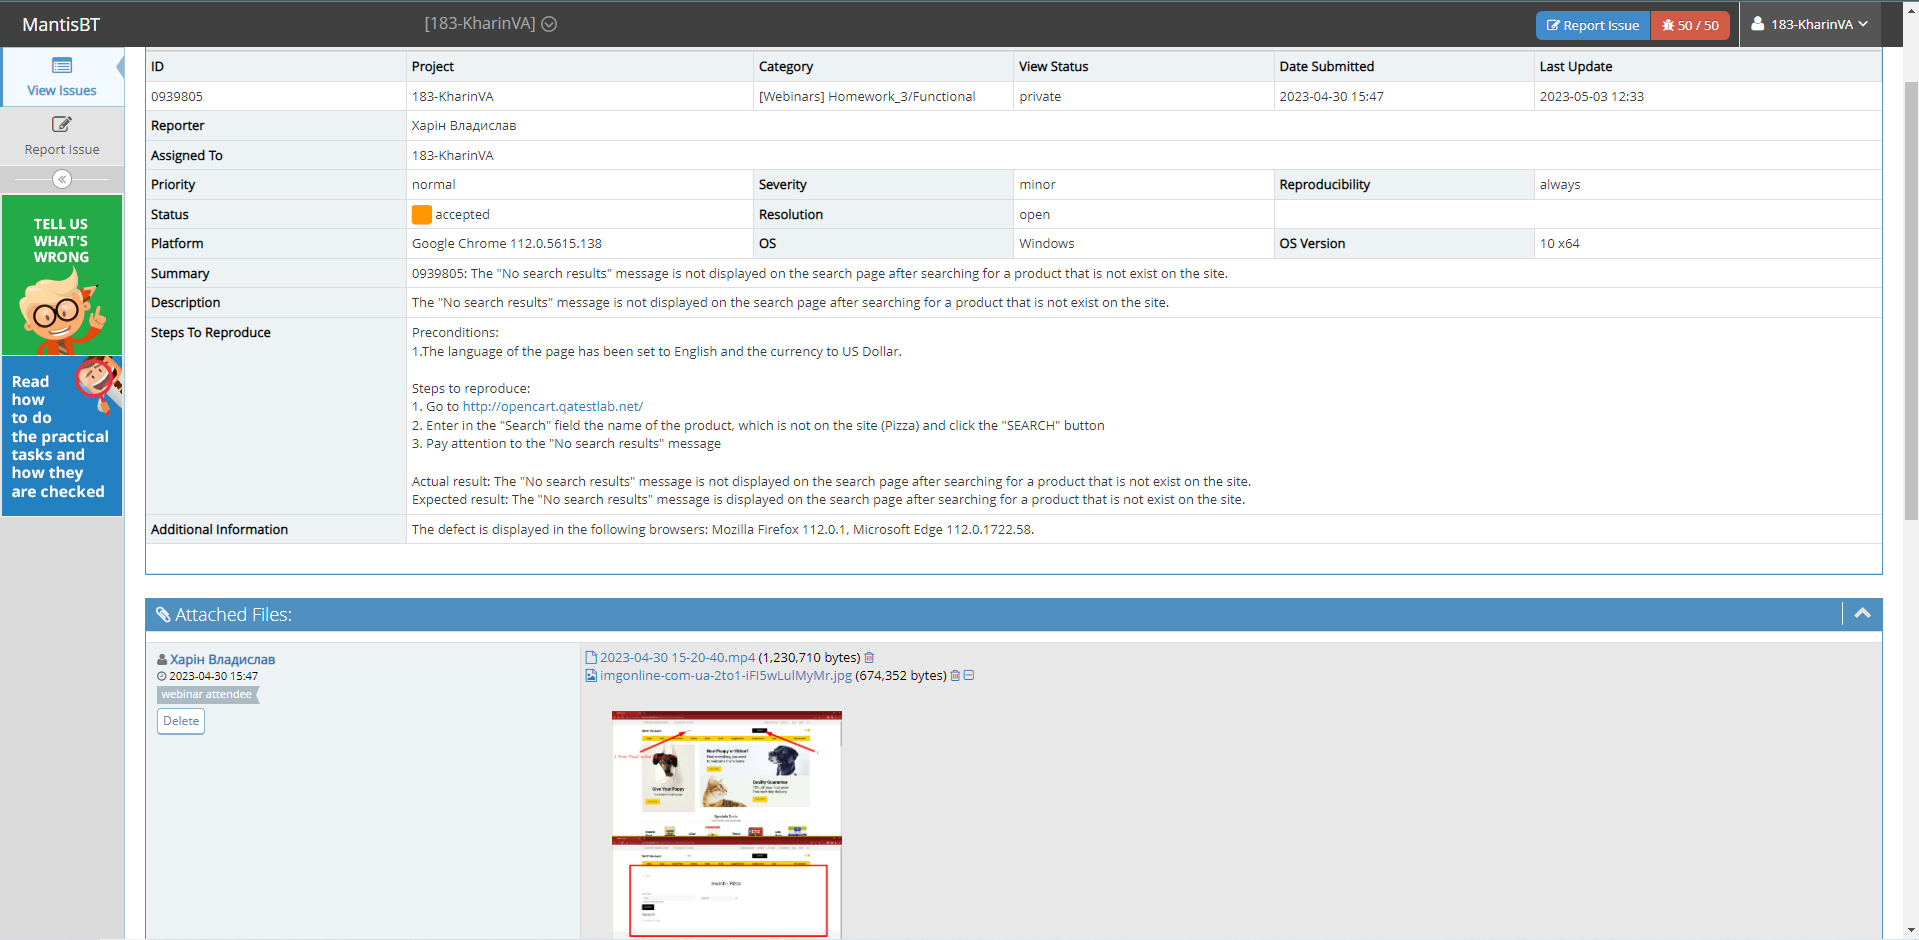 MantisBT
[183-KharinVA]
Report Issue
50 / 50
183-KharinVA
View Issues
Report Issue
TELL US
WHAT'S
WRONG
Read
how
to do
the practical
tasks and
how they
are checked
ID Project Category View Status Date Submitted Last Update
0939805 183-KharinVA [Webinars] Homework_3/Functional private 2023-04-30 15:47 2023-05-03 12:33
Reporter Харін Владислав
Assigned To 183-KharinVA
Priority normal Severity minor Reproducibility always
Status accepted Resolution open
Platform Google Chrome 112.0.5615.138 OS Windows OS Version 10 x64
Summary 0939805: The "No search results" message is not displayed on the search page after searching for a product that is not exist on the site.
Description The "No search results" message is not displayed on the search page after searching for a product that is not exist on the site.
Steps To Reproduce Preconditions:
1.The language of the page has been set to English and the currency to US Dollar.
Steps to reproduce:
1. Go to http://opencart.qatestlab.net/
2. Enter in the "Search" field the name of the product, which is not on the site (Pizza) and click the "SEARCH" button
3. Pay attention to the "No search results" message
Actual result: The "No search results" message is not displayed on the search page after searching for a product that is not exist on the site.
Expected result: The "No search results" message is displayed on the search page after searching for a product that is not exist on the site.
Additional Information The defect is displayed in the following browsers: Mozilla Firefox 112.0.1, Microsoft Edge 112.0.1722.58.
Attached Files:
Харін Владислав
2023-04-30 15:47
webinar attendee
Delete
2023-04-30 15-20-40.mp4 (1,230,710 bytes)
imgonline-com-ua-2to1-iFI5wLulMyMr.jpg (674,352 bytes)
New Puppy or Kitten?
Give Your Puppy
Quality Guarantee
Search - Pizza